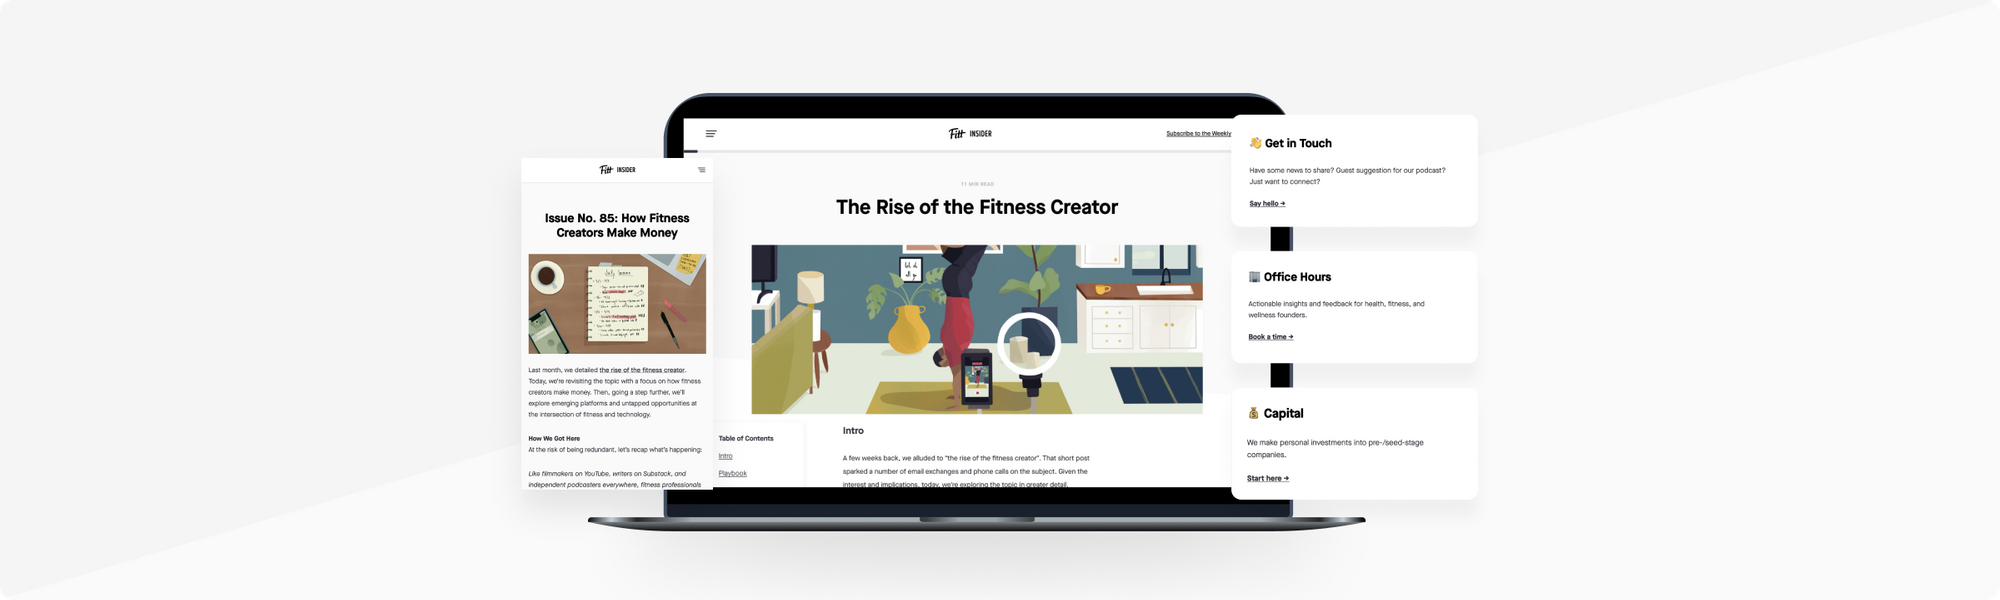 Fitt INSIDER
Issue No. 85: How Fitness
Creators Make Money
Last month, we detailed the rise of the fitness creator.
Today, we're revisiting the topic with a focus on how fitness
creators make money. Then, going a step further, we'll
explore emerging platforms and untapped opportunities at
the intersection of fitness and technology.
How We Got Here
At the risk of being redundant, let's recap what's happening:
Like filmmakers on YouTube, writers on Substack, and
independent podcasters everywhere, fitness professionals
Fitt INSIDER
Subscribe to the Weekly
11 MIN READ
The Rise of the Fitness Creator
Table of Contents
Intro
Playbook
Intro
A few weeks back, we alluded to "the rise of the fitness creator". That short post
sparked a number of email exchanges and phone calls on the subject. Given the
interest and implications, today, we're exploring the topic in greater detail.
👋 Get in Touch
Have some news to share? Guest suggestion for our podcast?
Just want to connect?
Say hello →
🏢 Office Hours
Actionable insights and feedback for health, fitness, and
wellness founders.
Book a time →
💰 Capital
We make personal investments into pre-/seed-stage
companies.
Start here →